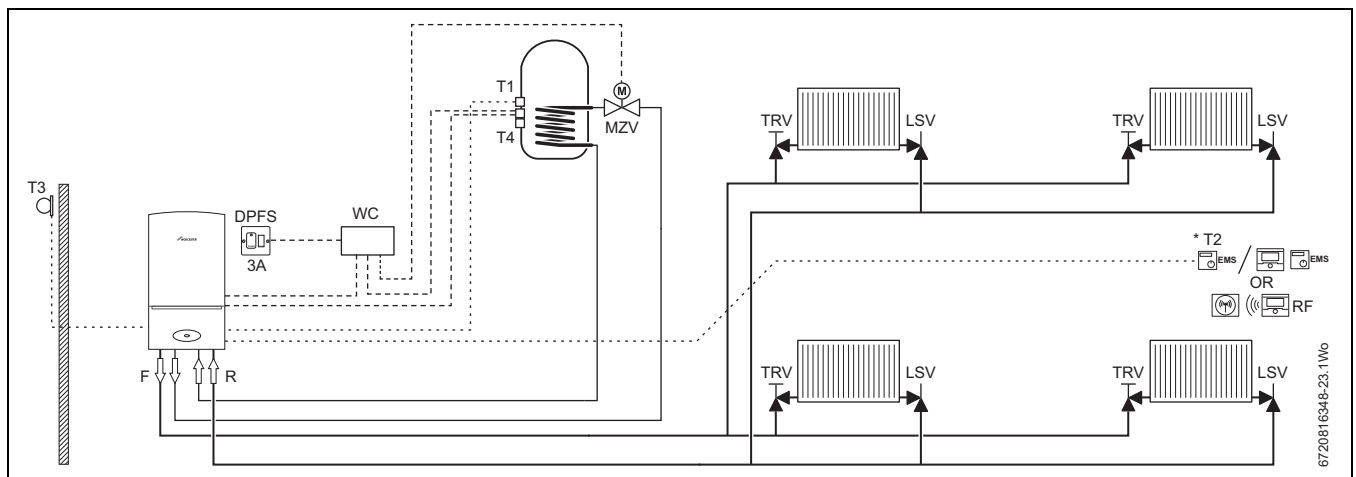 T1
T4
M
MZV
TRV
LSV
TRV
LSV
T3
DPFS
WC
3A
WORCESTER
* T2
EMS
/
EMS
OR
RF
F
R
TRV
LSV
TRV
LSV
6720816348-23.1Wo